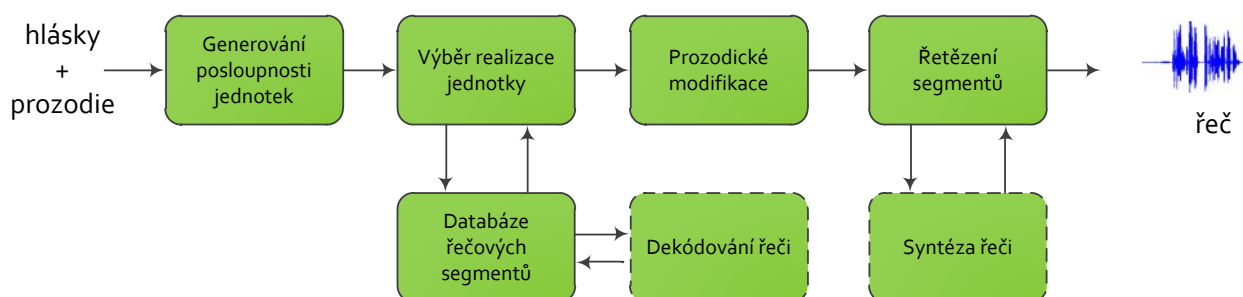 hlásky
+
prozodie
Generování
posloupnosti
jednotek
Výběr realizace
jednotky
Prozodické
modifikace
Řetězení
segmentů
řeč
Databáze
řečových
segmentů
Dekódování řeči
Syntéza řeči